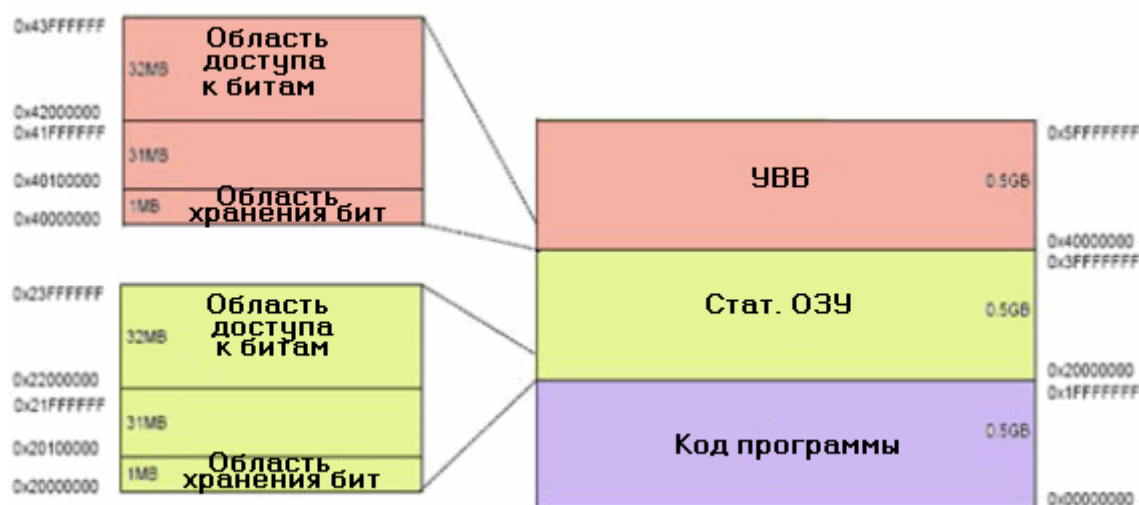 0x43FFFFFF
Область
доступа
к битам
32MB
0x42000000
0x41FFFFFF
31MB
0x40100000
Область
хранения бит
1MB
0x40000000
0x23FFFFFF
Область
доступа
к битам
32MB
0x22000000
0x21FFFFFF
31MB
0x20100000
Область
хранения бит
1MB
0x20000000
0x5FFFFFFF
УВВ
0.5GB
0x40000000
0x3FFFFFFF
Стат. ОЗУ
0.5GB
0x20000000
0x1FFFFFFF
Код программы
0.5GB
0x00000000